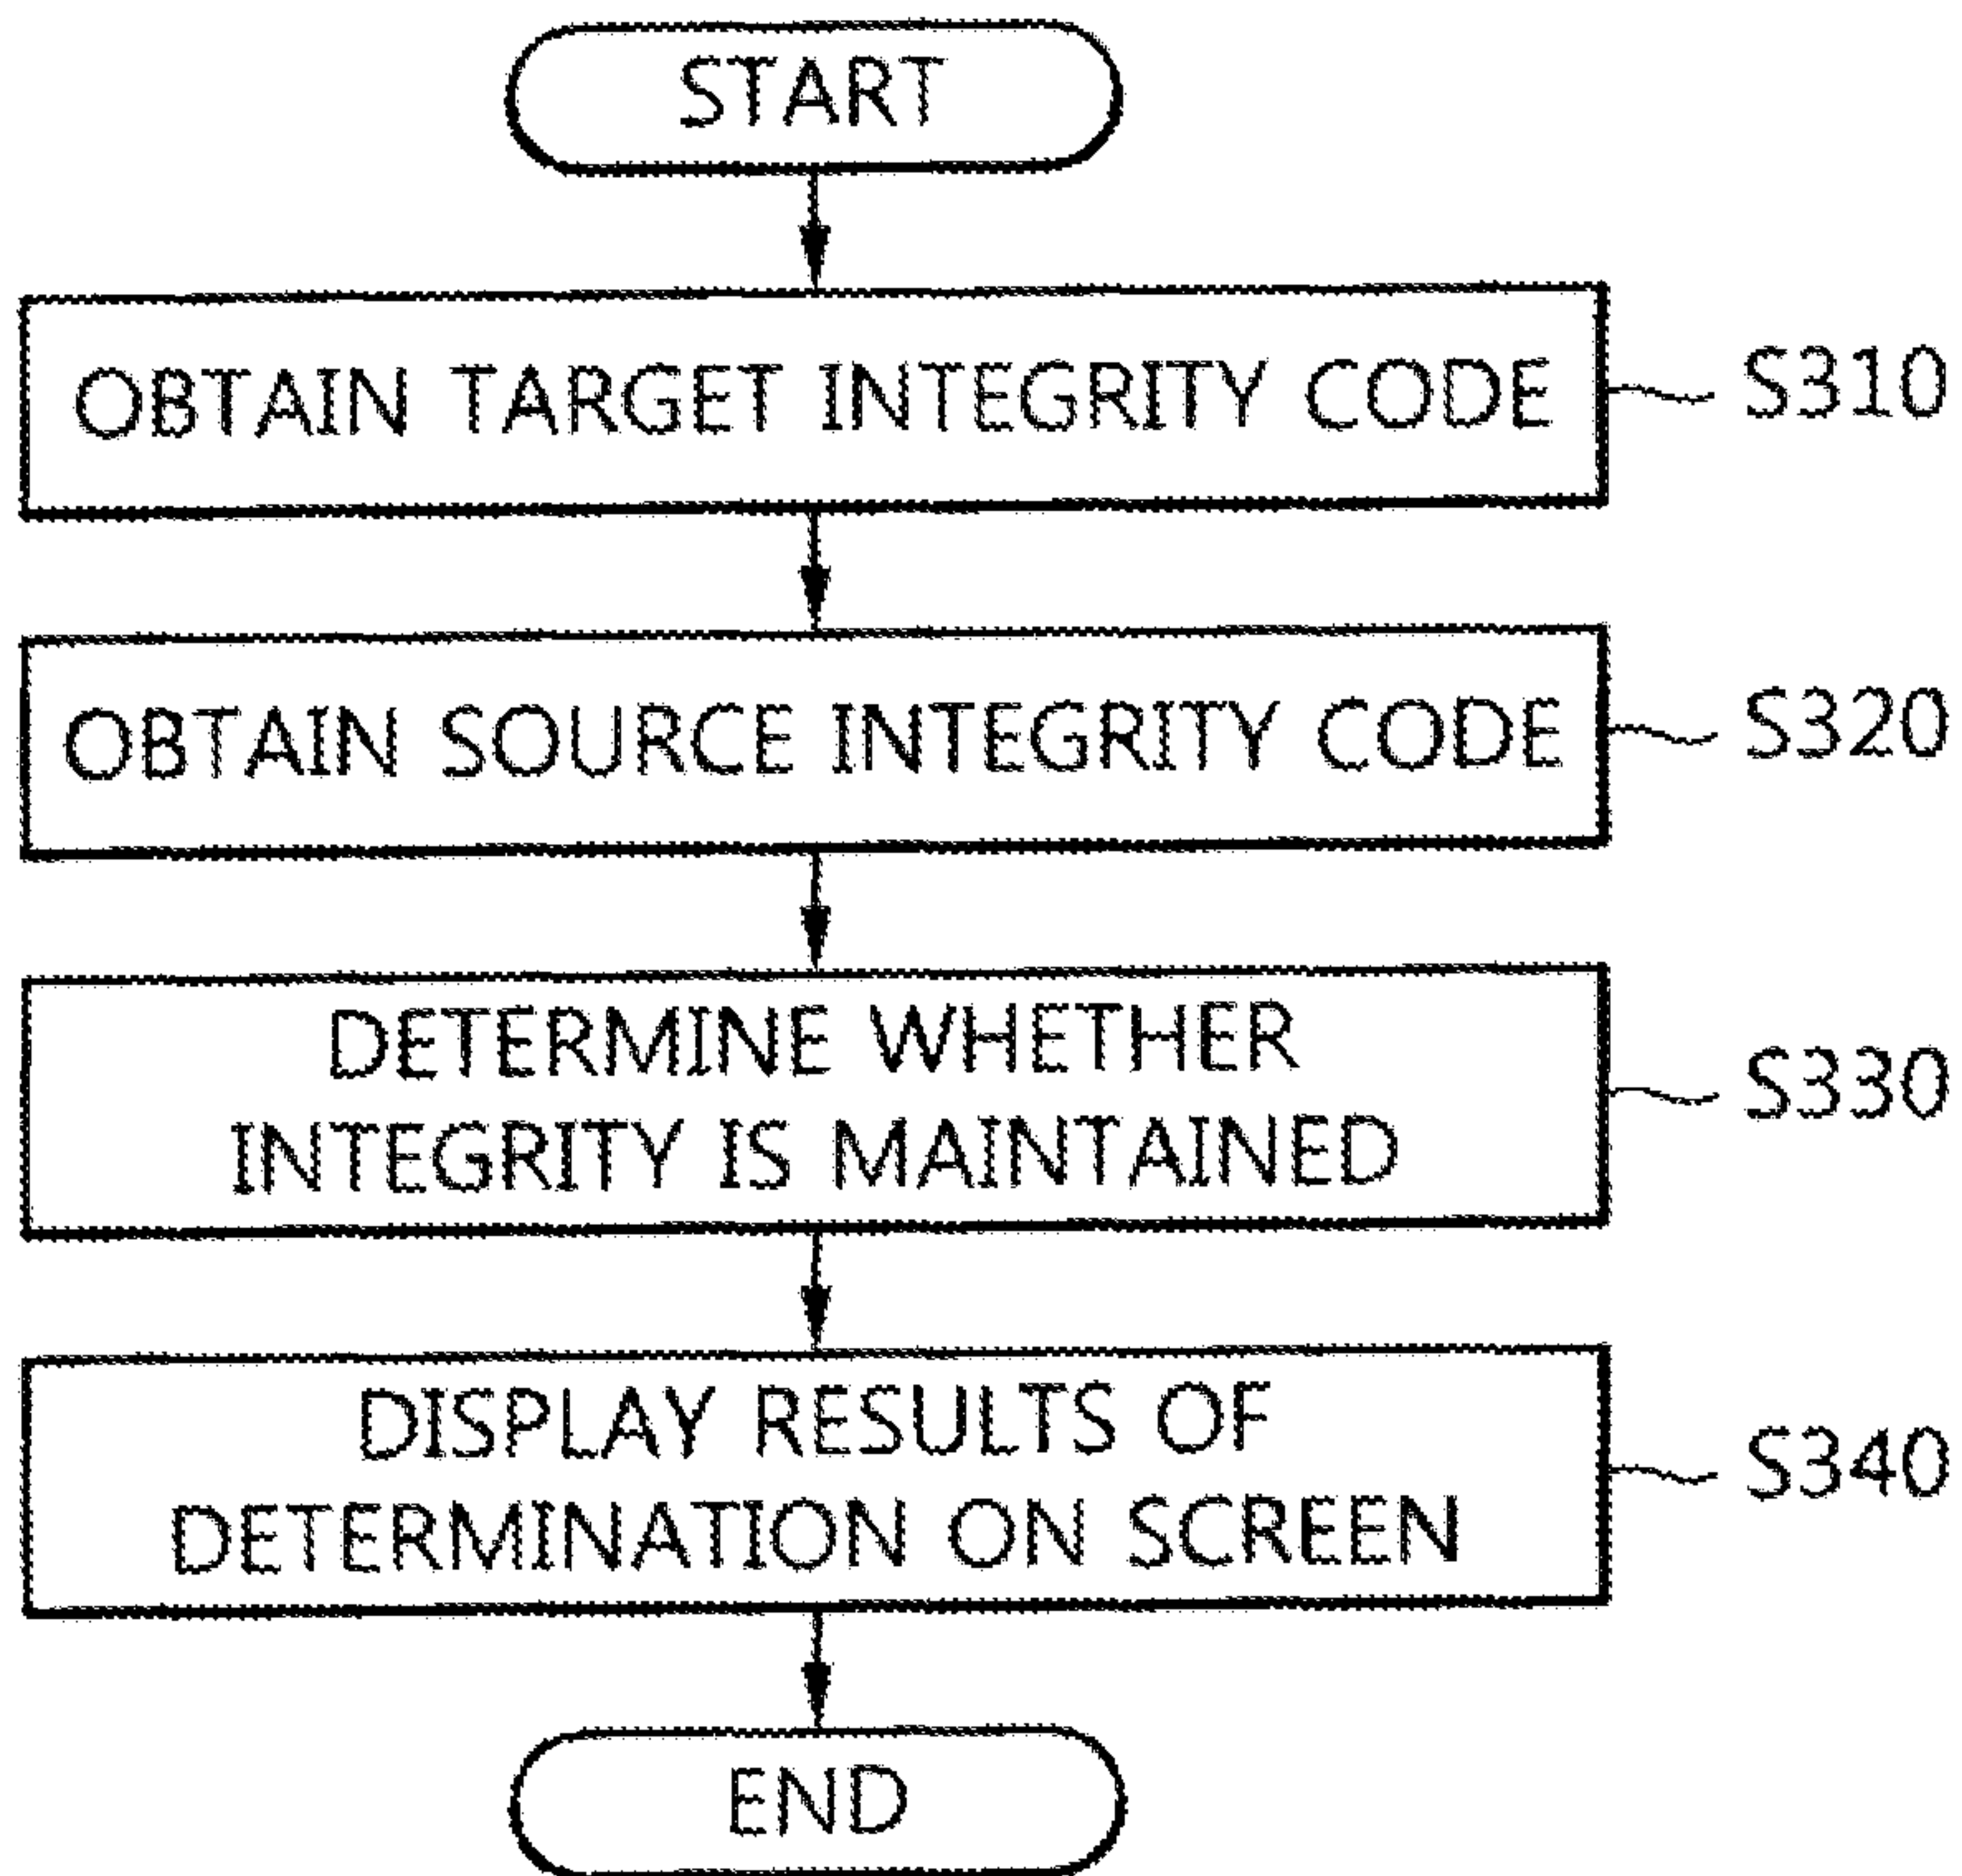 START
OBTAIN TARGET INTEGRITY CODE
S310
OBTAIN SOURCE INTEGRITY CODE
S320
DETERMINE WHETHER
INTEGRITY IS MAINTAINED
S330
DISPLAY RESULTS OF
DETERMINATION ON SCREEN
S340
END